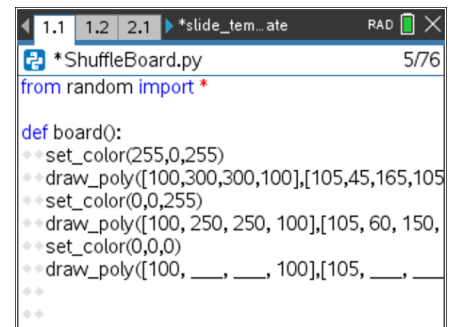 1.1 1.2 2.1 *slide_tem...ate RAD
*ShuffleBoard.py 5/76
from random import *
def board():
set_color(255,0,255)
draw_poly([100,300,300,100],[105,45,165,105
set_color(0,0,255)
draw_poly([100, 250, 250, 100],[105, 60, 150,
set_color(0,0,0)
draw_poly([100, ___, ___, 100],[105, ___, __